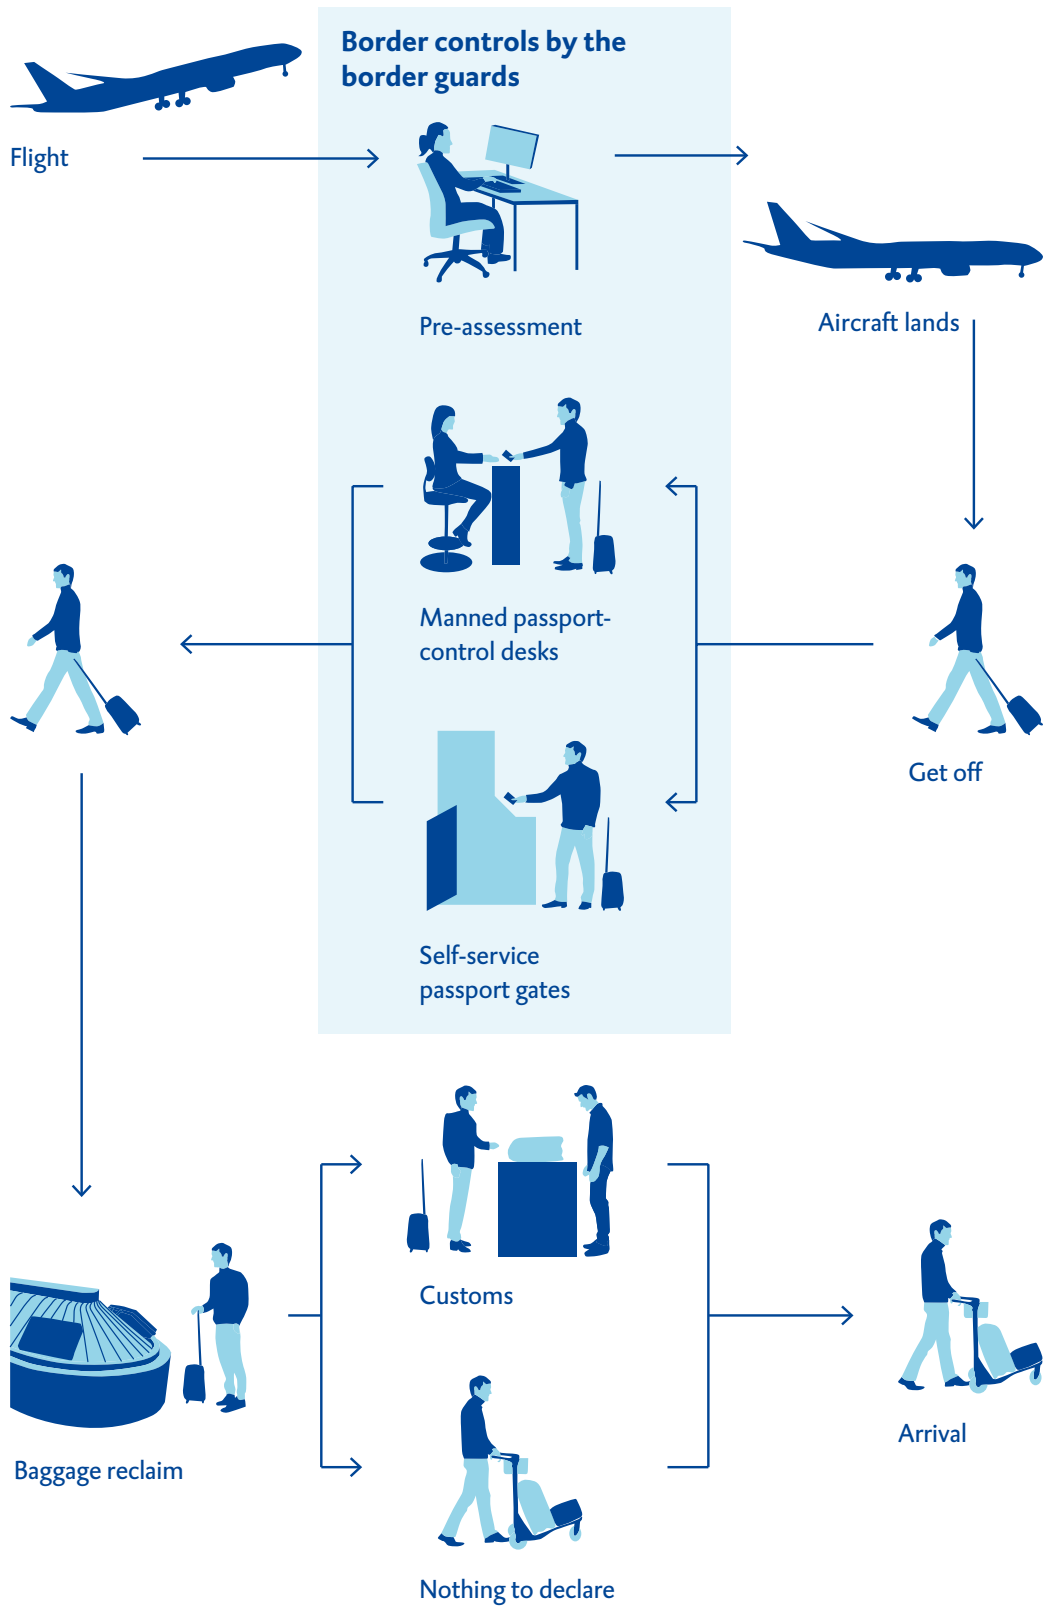 Border controls by the
border guards
Flight
Pre-assessment
Aircraft lands
Manned passport-
control desks
Get off
Self-service
passport gates
Customs
Baggage reclaim
Arrival
Nothing to declare